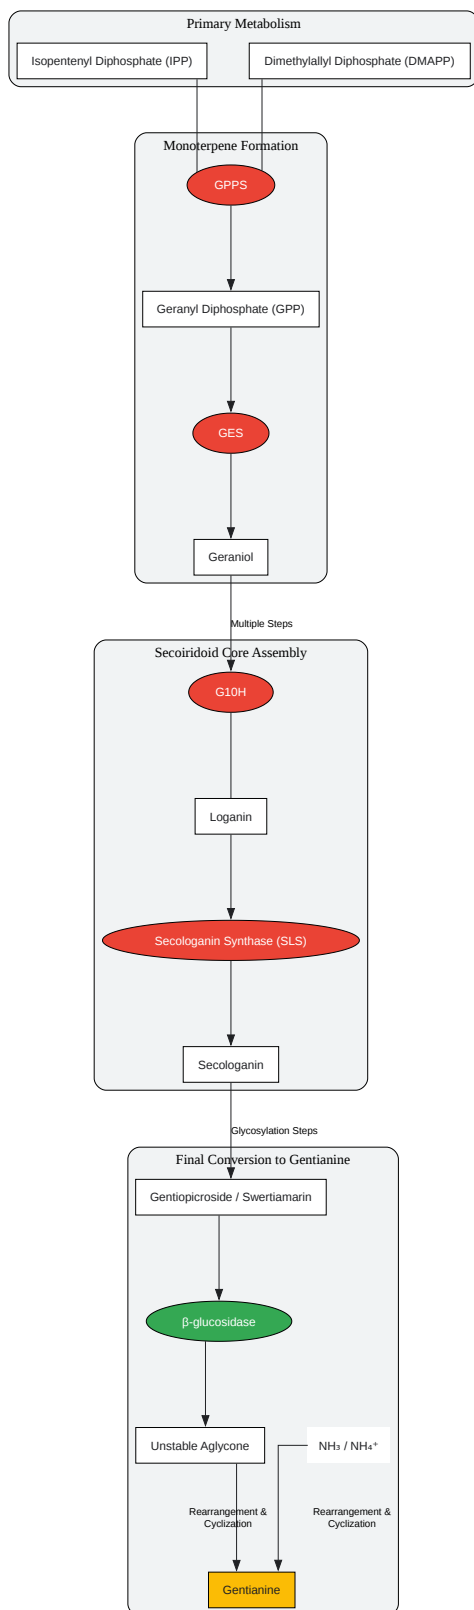 Primary Metabolism
Isopentenyl Diphosphate (IPP)
Dimethylallyl Diphosphate (DMAPP)
Monoterpene Formation
GPPS
Geranyl Diphosphate (GPP)
GES
Geraniol
Multiple Steps
Secoiridoid Core Assembly
G10H
Loganin
Secologanin Synthase (SLS)
Secologanin
Glycosylation Steps
Final Conversion to Gentianine
Gentiopicroside / Swertiamarin
β-glucosidase
Unstable Aglycone
NH₃ / NH₄⁺
Rearrangement &
Cyclization
Rearrangement &
Cyclization
Gentianine